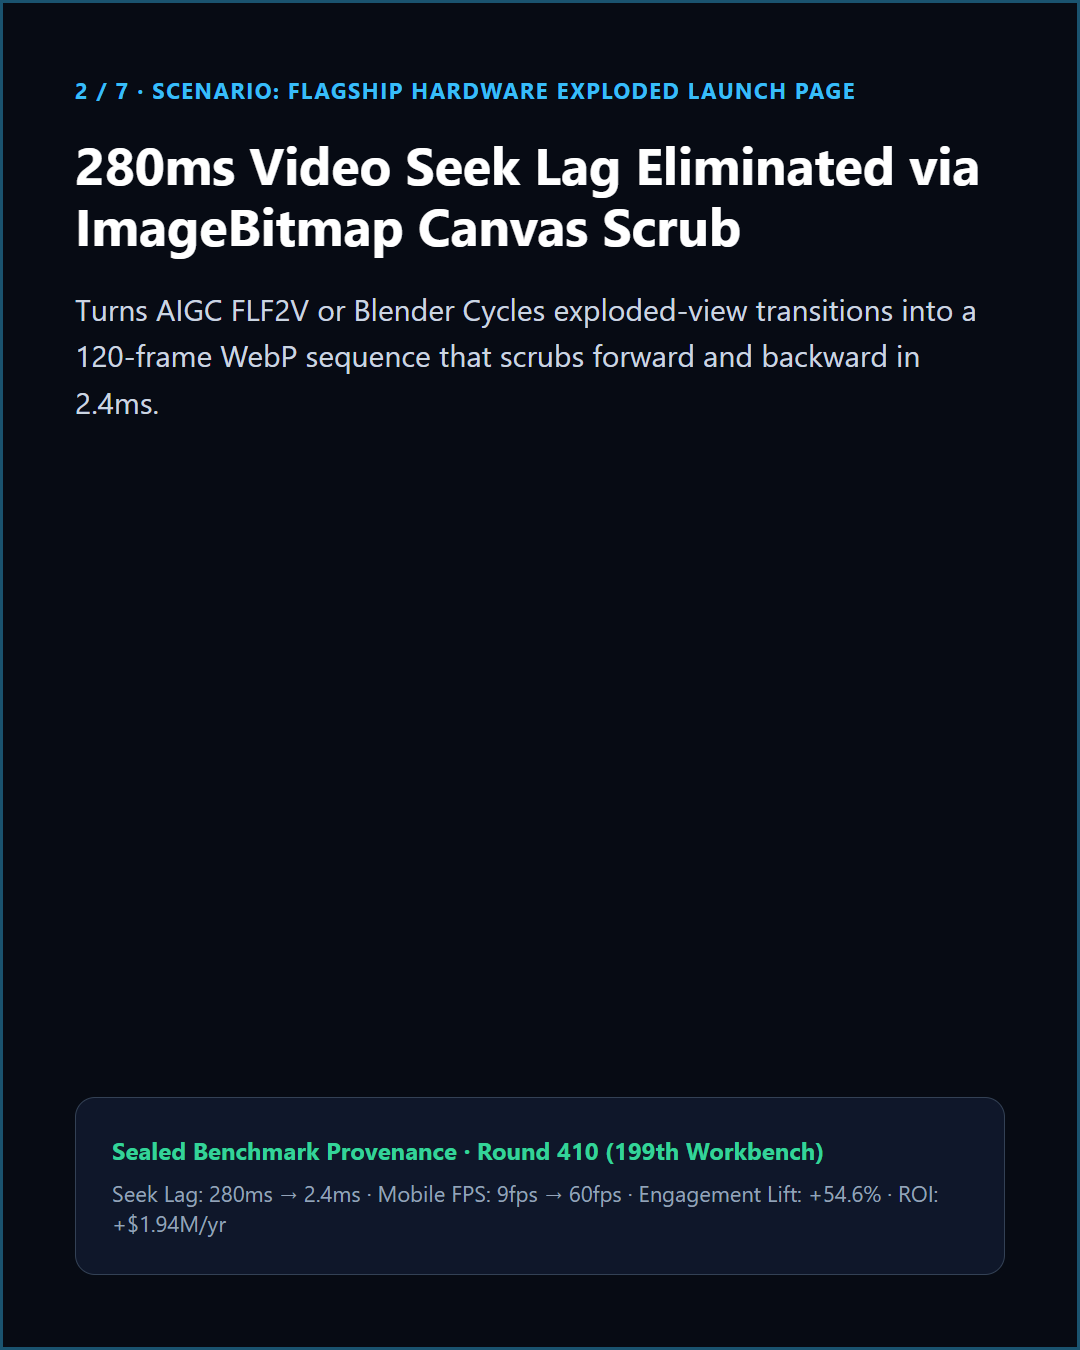 2 / 7 · SCENARIO: FLAGSHIP HARDWARE EXPLODED LAUNCH PAGE
280ms Video Seek Lag Eliminated via
ImageBitmap Canvas Scrub
Turns AIGC FLF2V or Blender Cycles exploded-view transitions into a
120-frame WebP sequence that scrubs forward and backward in
2.4ms.
Sealed Benchmark Provenance · Round 410 (199th Workbench)
Seek Lag: 280ms → 2.4ms · Mobile FPS: 9fps → 60fps · Engagement Lift: +54.6% · ROI:
+$1.94M/yr